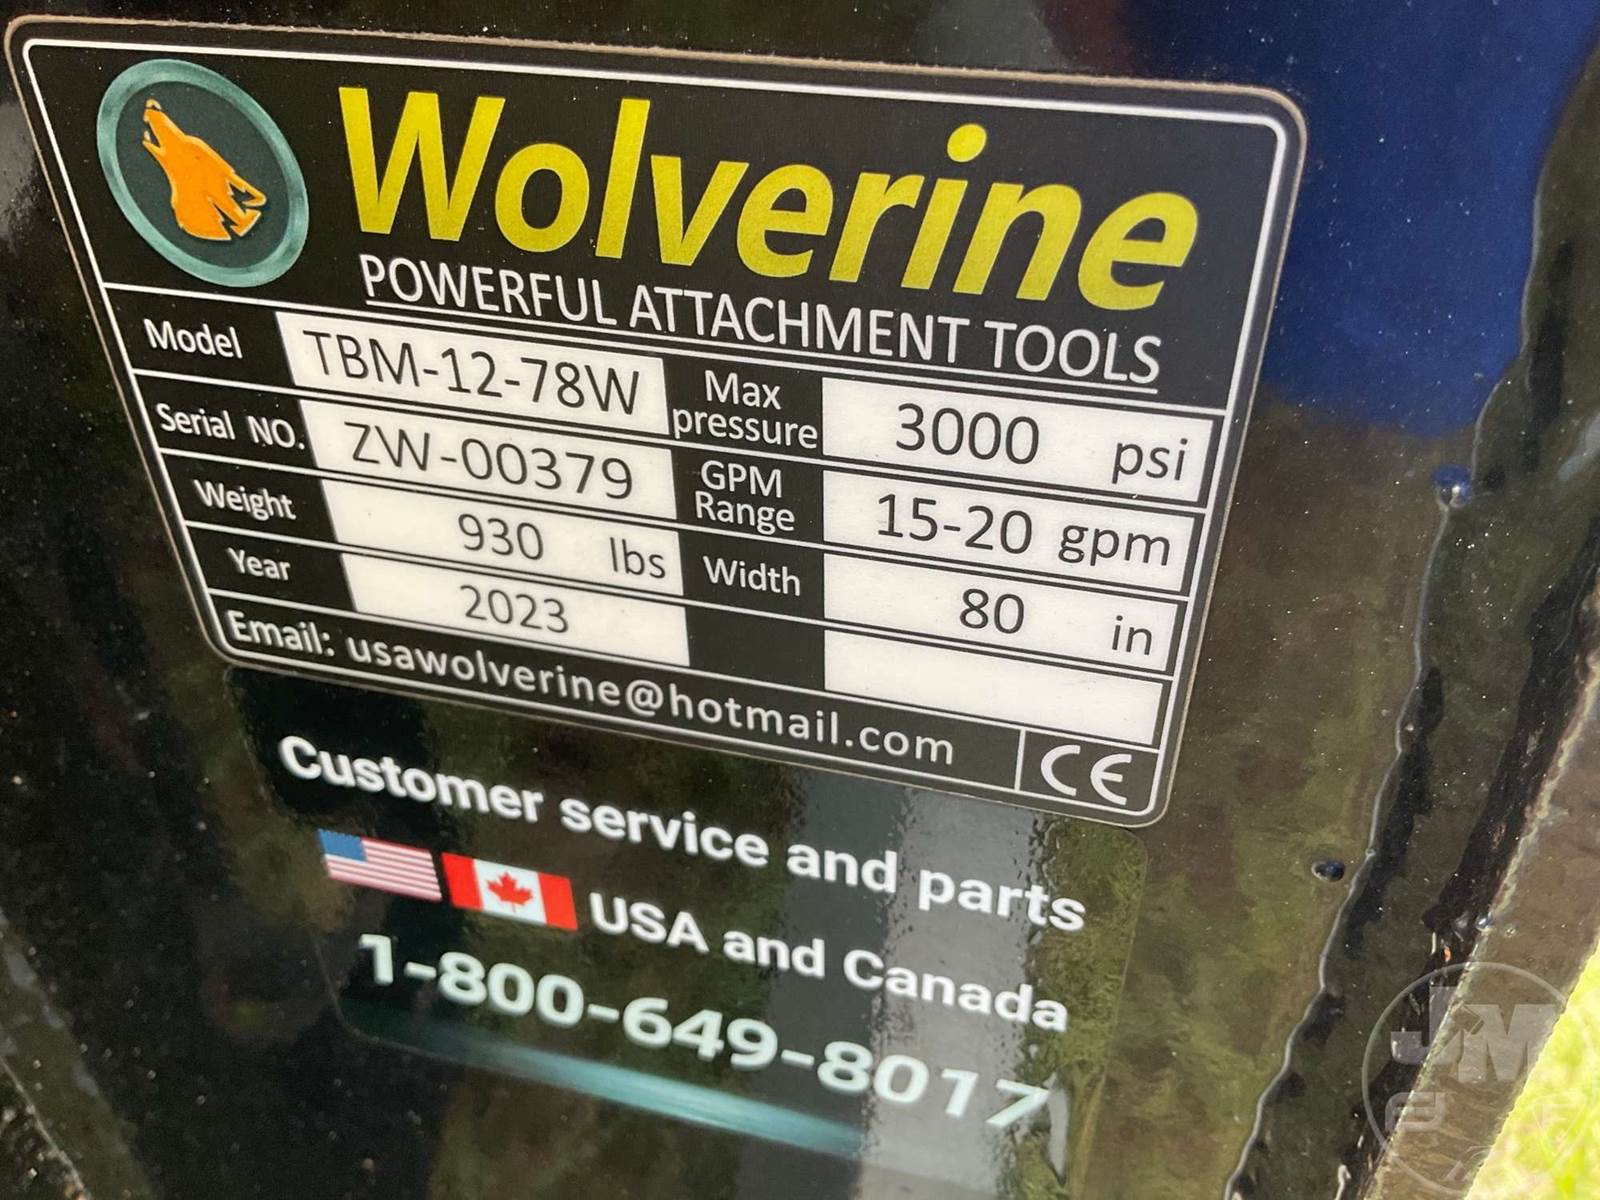 Wolverine
POWERFUL ATTACHMENT TOOLS
Model TBM-12-78W Max pressure 3000 psi
Serial NO. ZW-00379 GPM Range 15-20 gpm
Weight 930 lbs Width 80 in
Year 2023
Email: usawolverine@hotmail.com CE
Customer service and parts
USA and Canada
1-800-649-8017
JM